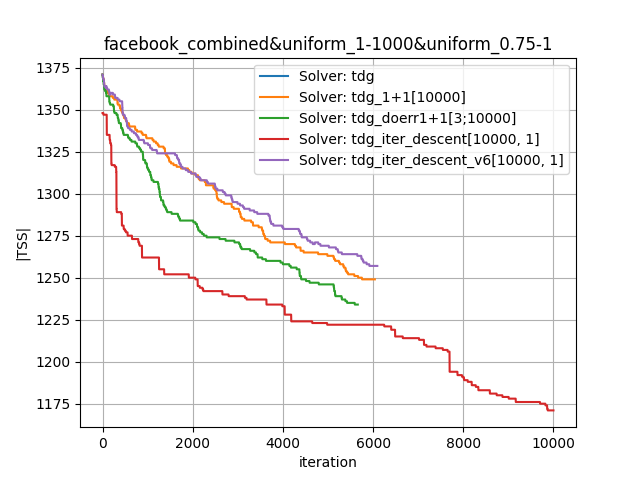 facebook_combined&uniform_1-1000&uniform_0.75-1
Solver: tdg
Solver: tdg_1+1[10000]
Solver: tdg_doerr1+1[3;10000]
Solver: tdg_iter_descent[10000, 1]
Solver: tdg_iter_descent_v6[10000, 1]
|TSS|
1375
1350
1325
1300
1275
1250
1225
1200
1175
0 2000 4000 6000 8000 10000
iteration